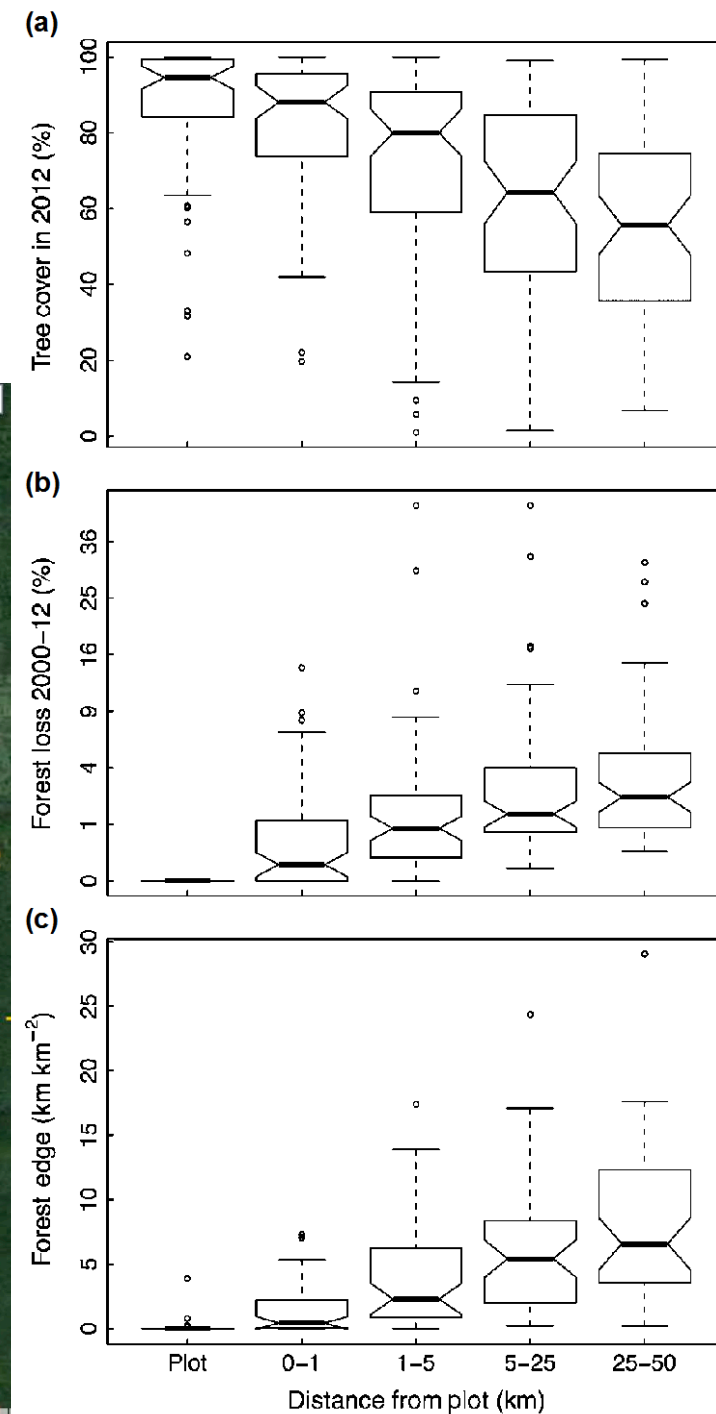 (a)
Tree cover in 2012 (%)
100
80
60
40
20
0
(b)
Forest loss 2000−12 (%)
36
25
16
9
4
1
0
(c)
Forest edge (km km⁻²)
30
25
20
15
10
5
0
Plot 0−1 1−5 5−25 25−50
Distance from plot (km)